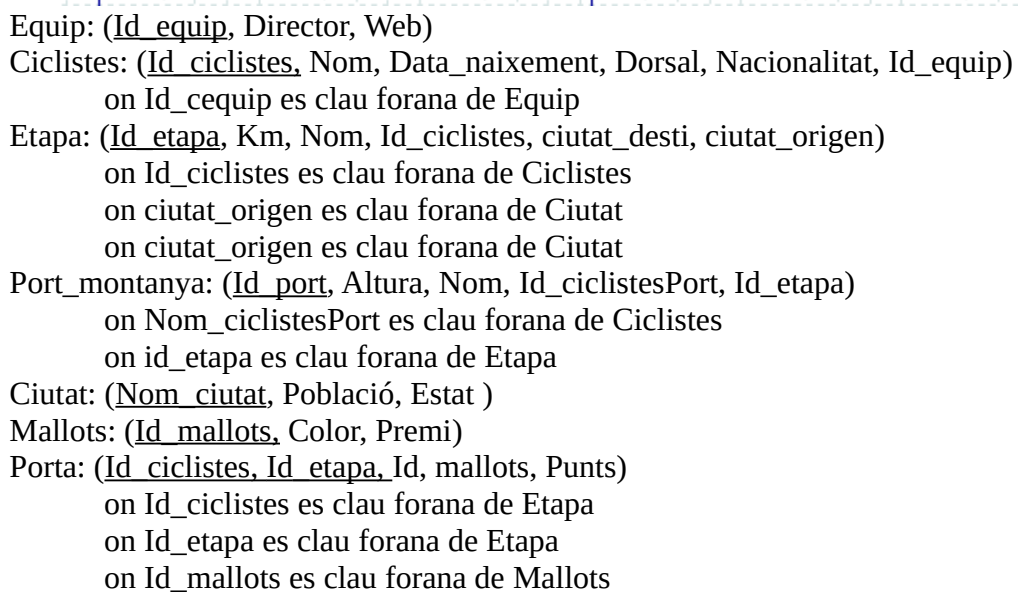 Equip: (Id_equip, Director, Web)
Ciclistes: (Id_ciclistes, Nom, Data_naixement, Dorsal, Nacionalitat, Id_equip)
on Id_cequip es clau forana de Equip
Etapa: (Id_etapa, Km, Nom, Id_ciclistes, ciutat_desti, ciutat_origen)
on Id_ciclistes es clau forana de Ciclistes
on ciutat_origen es clau forana de Ciutat
on ciutat_origen es clau forana de Ciutat
Port_montanya: (Id_port, Altura, Nom, Id_ciclistesPort, Id_etapa)
on Nom_ciclistesPort es clau forana de Ciclistes
on id_etapa es clau forana de Etapa
Ciutat: (Nom_ciutat, Població, Estat )
Mallots: (Id_mallots, Color, Premi)
Porta: (Id_ciclistes, Id_etapa, Id, mallots, Punts)
on Id_ciclistes es clau forana de Etapa
on Id_etapa es clau forana de Etapa
on Id_mallots es clau forana de Mallots